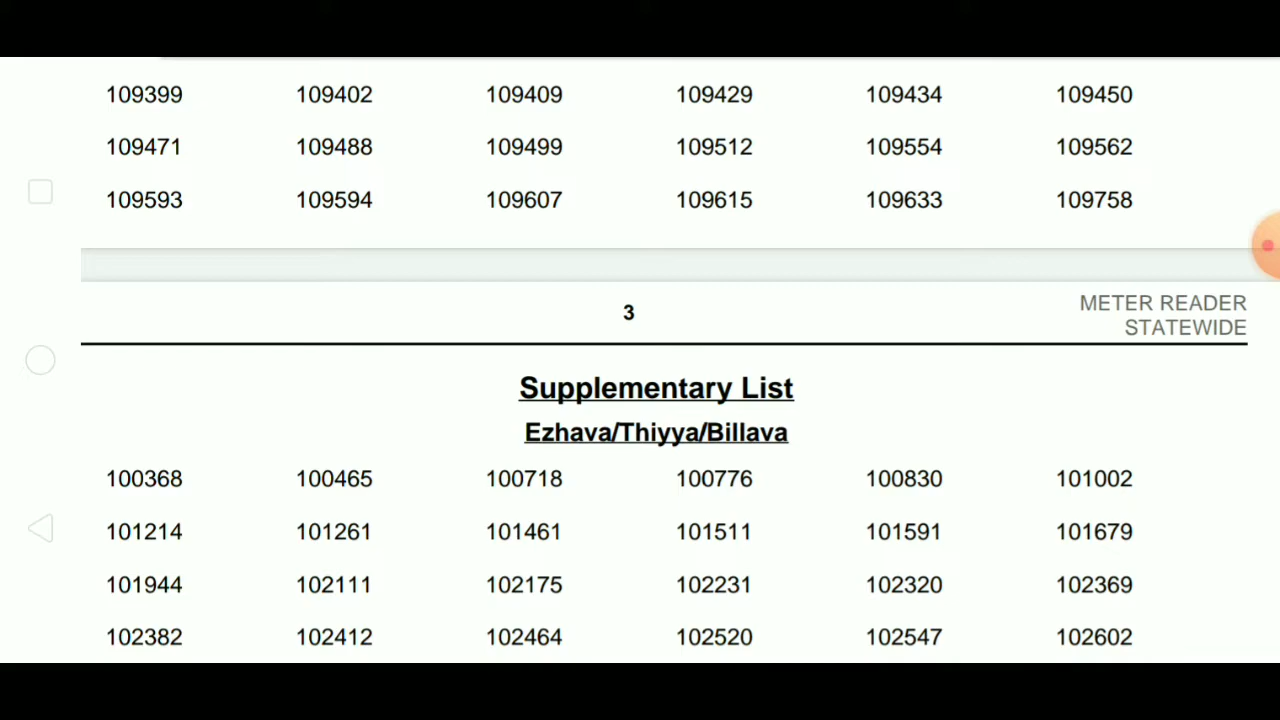 109399 109402 109409 109429 109434 109450
109471 109488 109499 109512 109554 109562
109593 109594 109607 109615 109633 109758
3
METER READER
STATEWIDE
Supplementary List
Ezhava/Thiyya/Billava
100368 100465 100718 100776 100830 101002
101214 101261 101461 101511 101591 101679
101944 102111 102175 102231 102320 102369
102382 102412 102464 102520 102547 102602